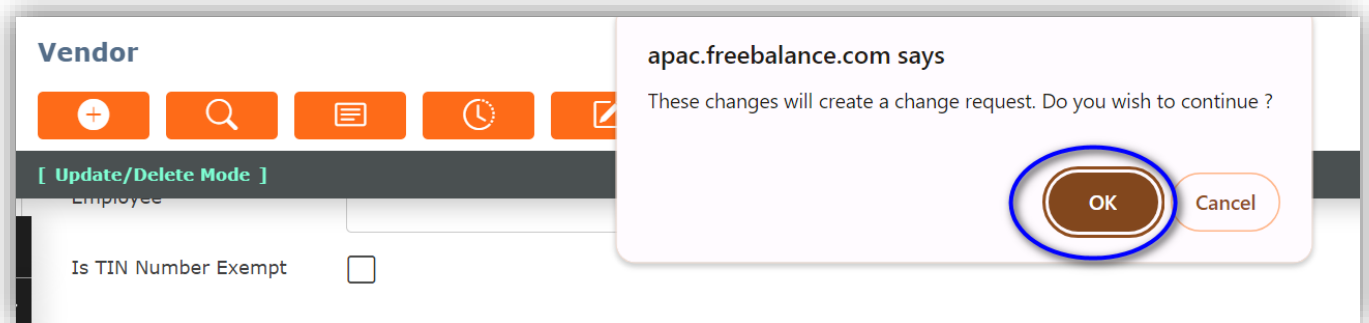 Vendor
apac.freebalance.com says
These changes will create a change request. Do you wish to continue ?
OK
Cancel
[ Update/Delete Mode ]
Employee
Is TIN Number Exempt